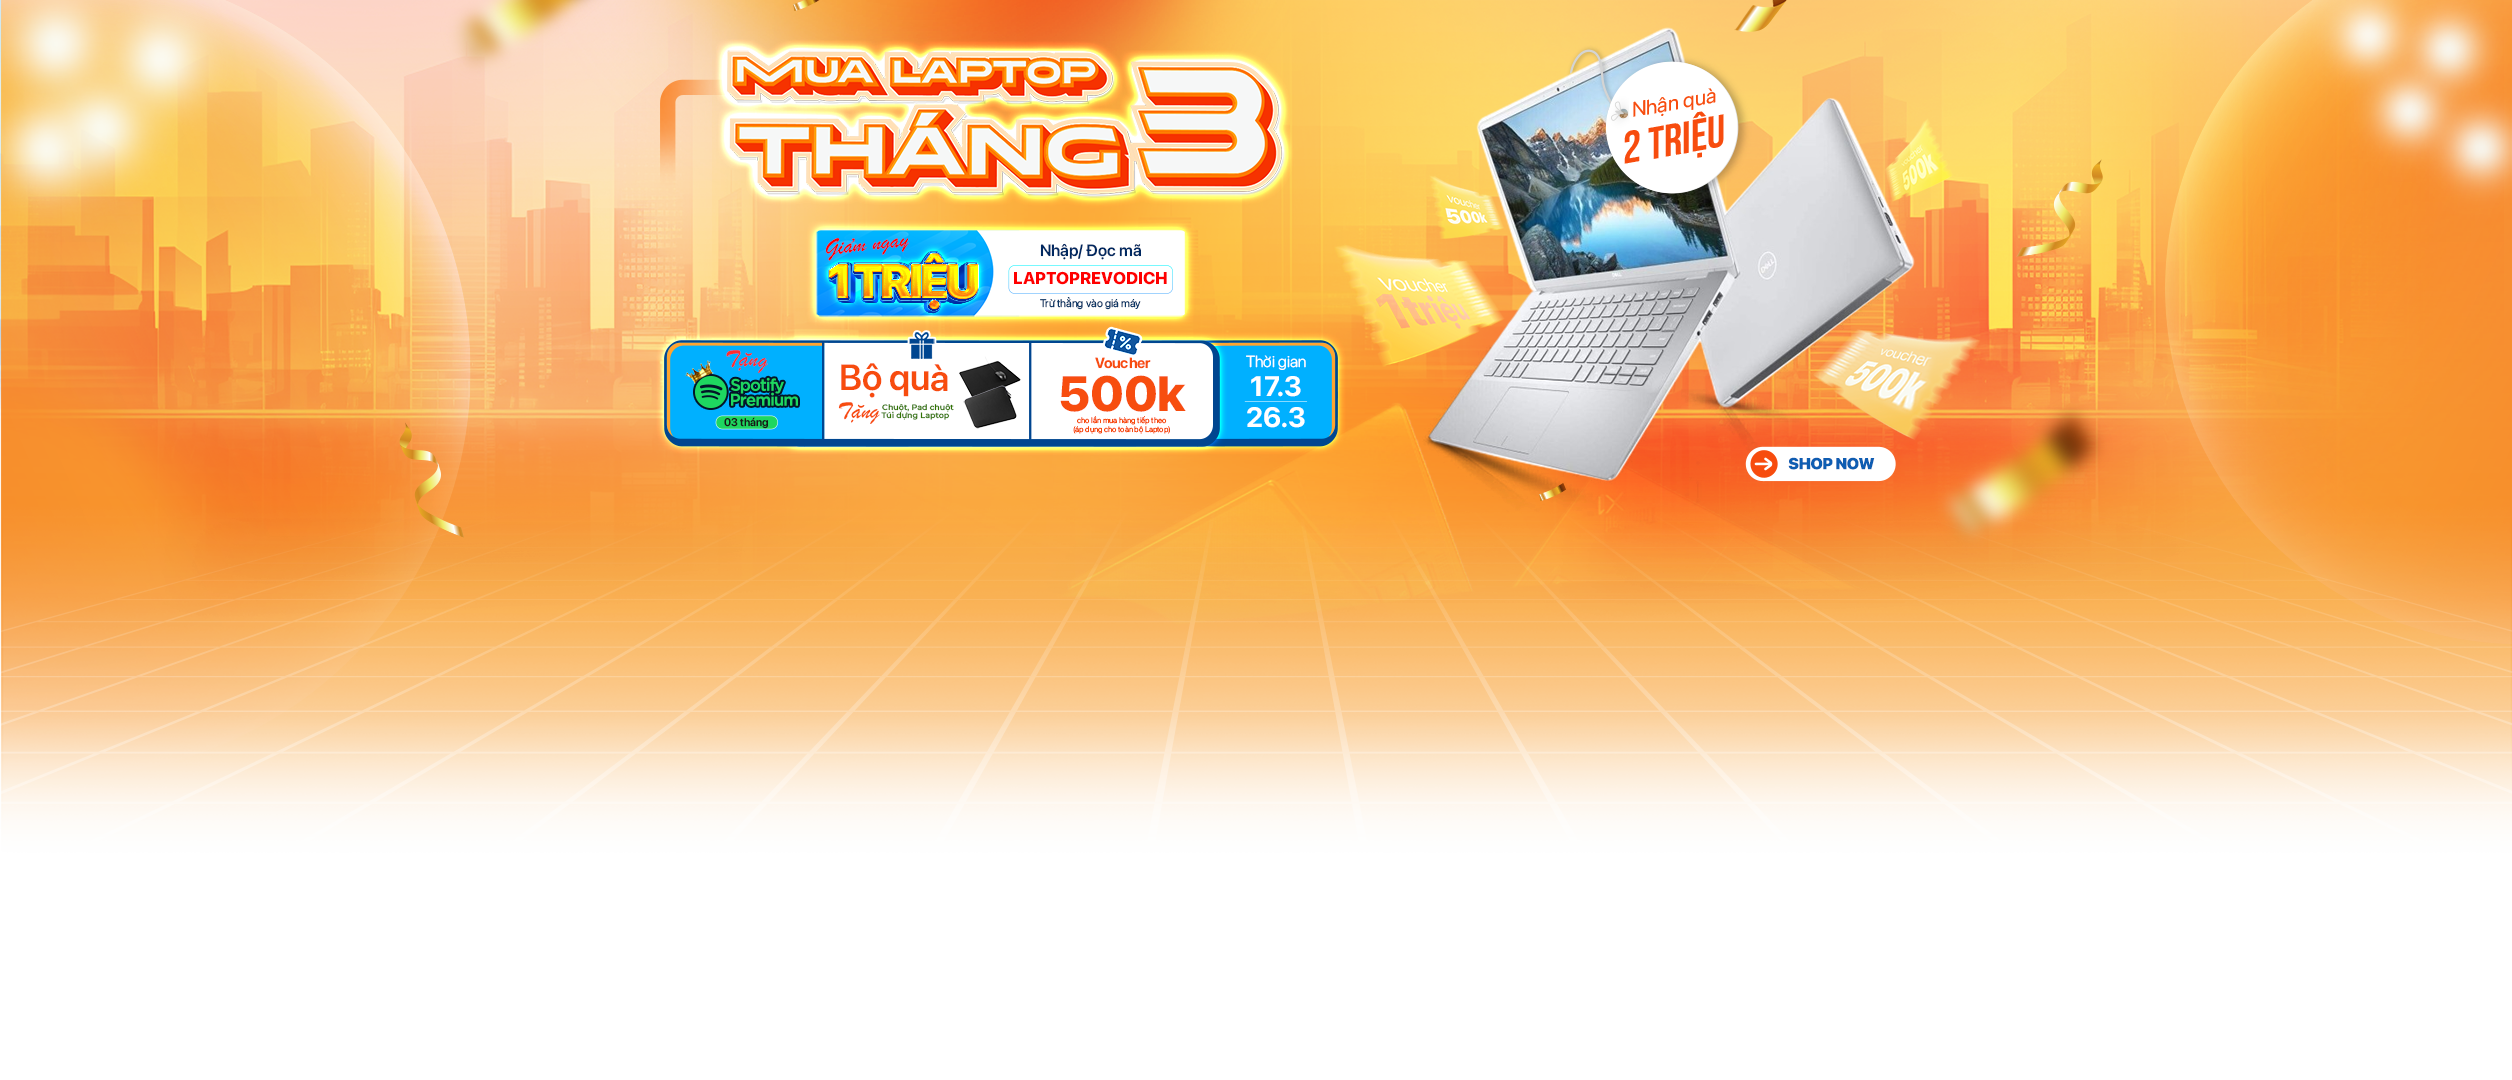 MUA LAPTOP
THÁNG 3
Giảm ngay
1 TRIỆU
Nhập/ Đọc mã
LAPTOPREVODICH
Trừ thẳng vào giá máy
Tặng
Spotify
Premium
03 tháng
Bộ quà
Tặng
Chuột, Pad chuột
Túi dựng Laptop
Voucher
500k
cho lần mua hàng tiếp theo
(áp dụng cho toàn bộ Laptop)
Thời gian
17.3
26.3
Nhận quà
2 TRIỆU
voucher
500k
voucher
1 triệu
500k
voucher
500k
DELL
SHOP NOW